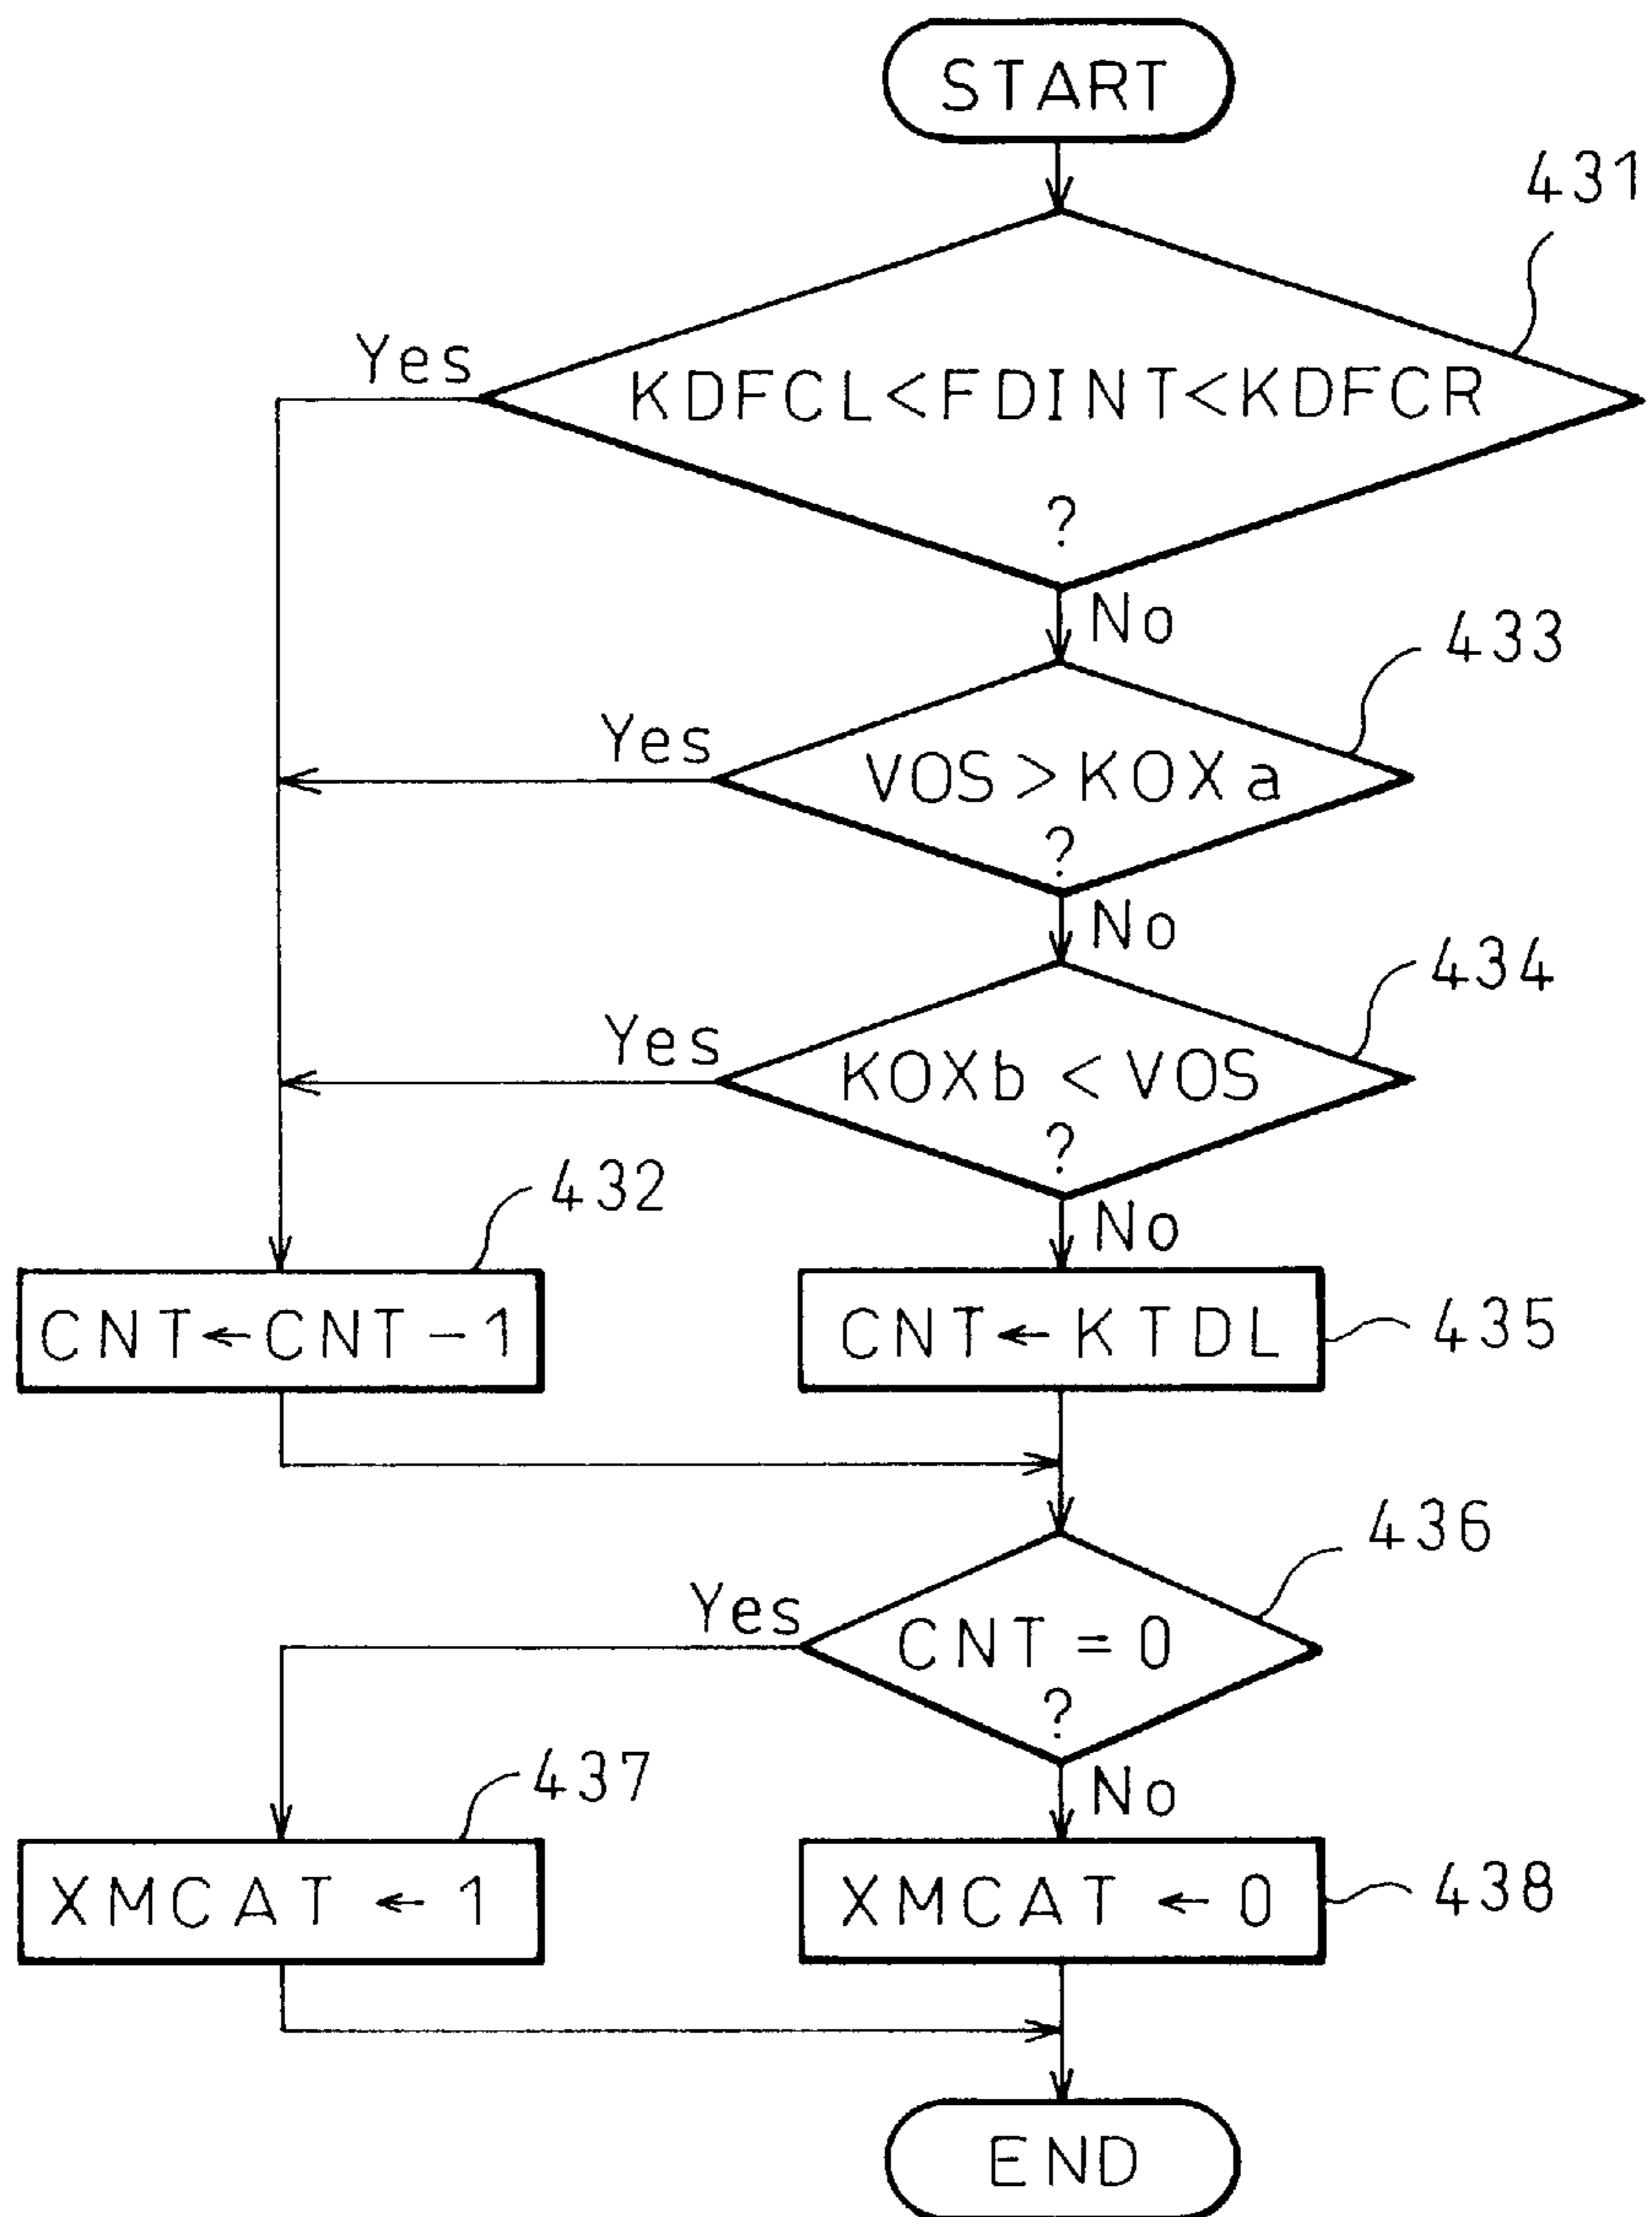 START
431
Yes
KDFCL<FDINT<KDFCR
?
No
433
Yes
VOS>KOXa
?
No
434
Yes
KOXb<VOS
?
No
432
CNT←CNT-1
CNT←KTDL
435
436
Yes
CNT=0
?
No
437
XMCAT←1
XMCAT←0
438
END